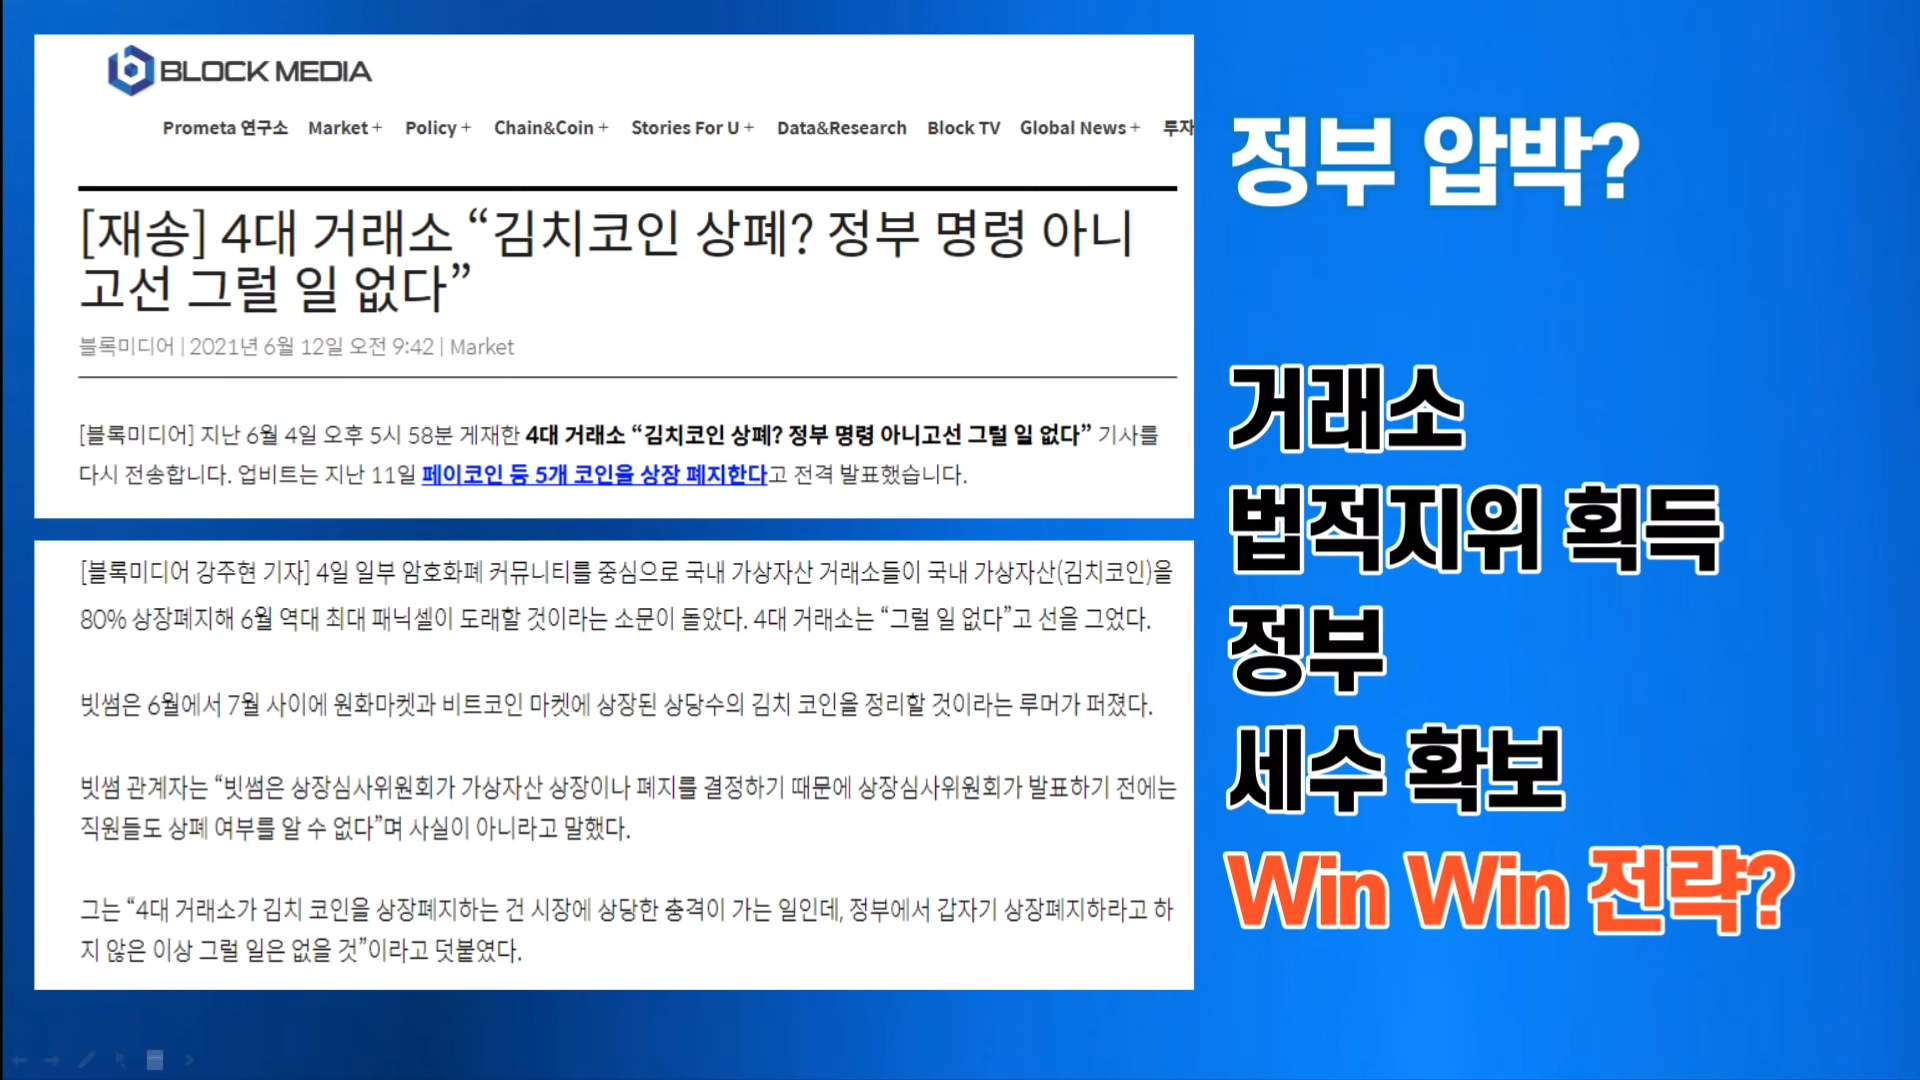 BLOCK MEDIA
Prometa 연구소 Market + Policy + Chain&Coin + Stories For U + Data&Research Block TV Global News + 투자
[재송] 4대 거래소 “김치코인 상폐? 정부 명령 아니
고선 그럴 일 없다”
블록미디어 | 2021년 6월 12일 오전 9:42 | Market
[블록미디어] 지난 6월 4일 오후 5시 58분 게재한 4대 거래소 “김치코인 상폐? 정부 명령 아니고선 그럴 일 없다” 기사를
다시 전송합니다. 업비트는 지난 11일 페이코인 등 5개 코인을 상장 폐지한다고 전격 발표했습니다.
[블록미디어 강주현 기자] 4일 일부 암호화폐 커뮤니티를 중심으로 국내 가상자산 거래소들이 국내 가상자산(김치코인)을
80% 상장폐지해 6월 역대 최대 패닉셀이 도래할 것이라는 소문이 돌았다. 4대 거래소는 “그럴 일 없다”고 선을 그었다.
빗썸은 6월에서 7월 사이에 원화마켓과 비트코인 마켓에 상장된 상당수의 김치 코인을 정리할 것이라는 루머가 퍼졌다.
빗썸 관계자는 “빗썸은 상장심사위원회가 가상자산 상장이나 폐지를 결정하기 때문에 상장심사위원회가 발표하기 전에는
직원들도 상폐 여부를 알 수 없다”며 사실이 아니라고 말했다.
그는 “4대 거래소가 김치 코인을 상장폐지하는 건 시장에 상당한 충격이 가는 일인데, 정부에서 갑자기 상장폐지하라고 하
지 않은 이상 그럴 일은 없을 것”이라고 덧붙였다.
정부 압박?
거래소
법적지위 획득
정부
세수 확보
Win Win 전략?